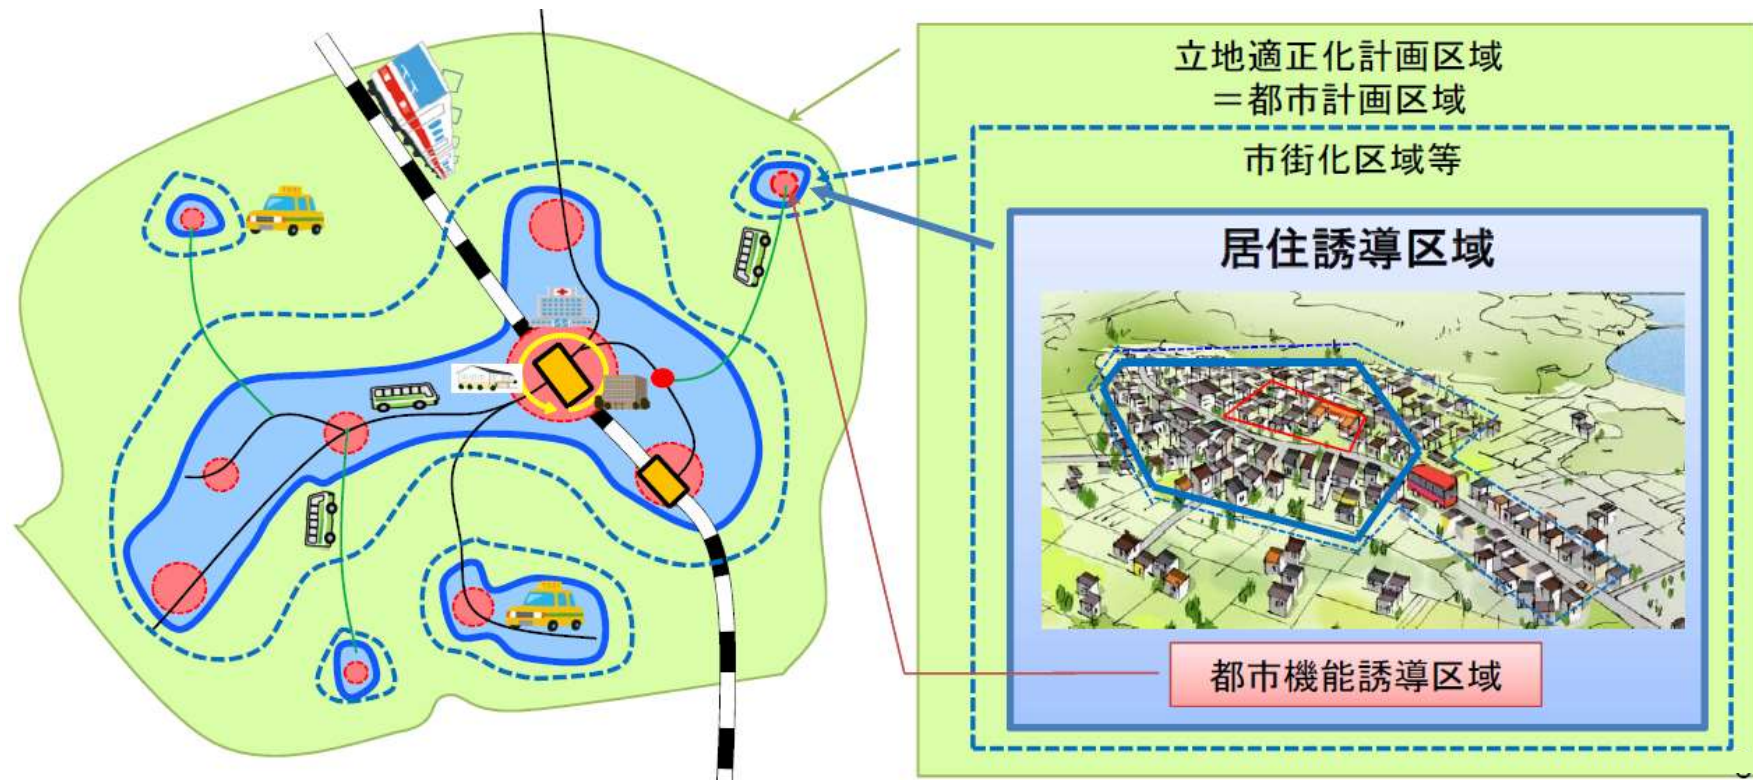 立地適正化計画区域
＝都市計画区域
市街化区域等
居住誘導区域
都市機能誘導区域